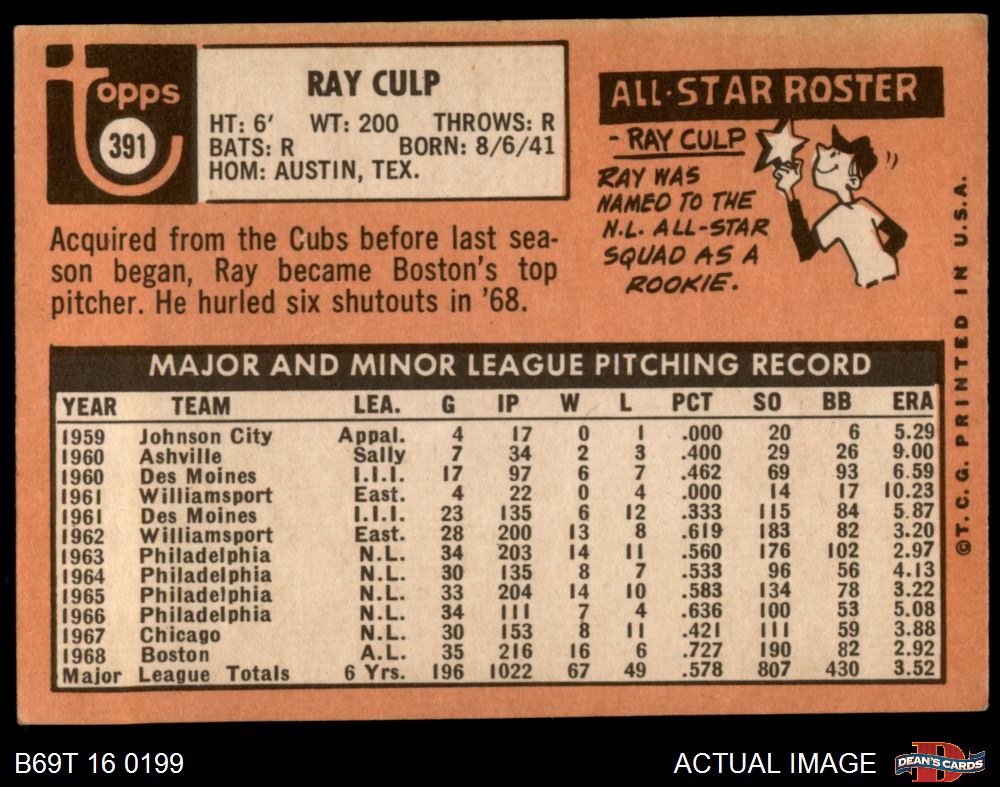 Topps
391
RAY CULP
HT: 6' WT: 200 THROWS: R
BATS: R BORN: 8/6/41
HOM: AUSTIN, TEX.
ALL-STAR ROSTER
- RAY CULP
RAY WAS
NAMED TO THE
N.L. ALL-STAR
SQUAD AS A
ROOKIE.
Acquired from the Cubs before last sea-
son began, Ray became Boston's top
pitcher. He hurled six shutouts in '68.
MAJOR AND MINOR LEAGUE PITCHING RECORD
YEAR TEAM LEA. G IP W L PCT SO BB ERA
1959 Johnson City Appal. 4 17 0 1 .000 20 6 5.29
1960 Ashville Sally 7 34 2 3 .400 29 26 9.00
1960 Des Moines I.I.I. 17 97 6 7 .462 69 93 6.59
1961 Williamsport East. 4 22 0 4 .000 14 17 10.23
1961 Des Moines I.I.I. 23 135 6 12 .333 115 84 5.87
1962 Williamsport East. 28 200 13 8 .619 183 82 3.20
1963 Philadelphia N.L. 34 203 14 11 .560 176 102 2.97
1964 Philadelphia N.L. 30 135 8 7 .533 96 56 4.13
1965 Philadelphia N.L. 33 204 14 10 .583 134 78 3.22
1966 Philadelphia N.L. 34 111 7 4 .636 100 53 5.08
1967 Chicago N.L. 30 153 8 11 .421 111 59 3.88
1968 Boston A.L. 35 216 16 6 .727 190 82 2.92
Major League Totals 6 Yrs. 196 1022 67 49 .578 807 430 3.52
©T.C.G. PRINTED IN U.S.A.
B69T 16 0199
ACTUAL IMAGE
D
DEAN'S CARDS